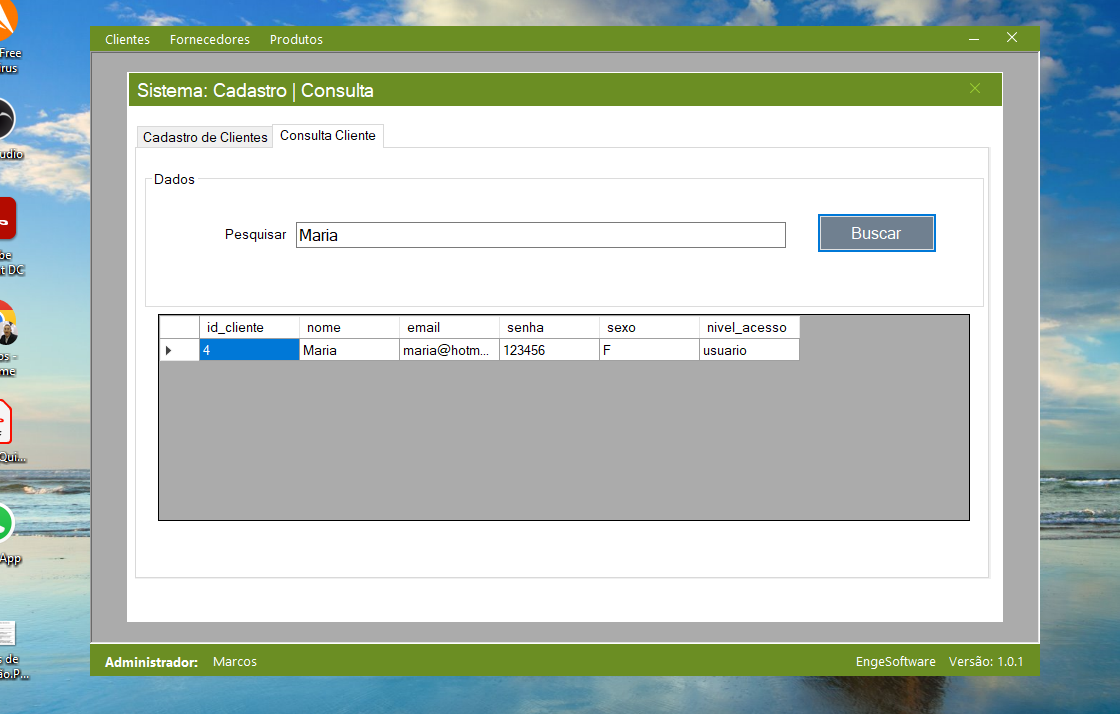 Clientes Fornecedores Produtos
Free
rus
Sistema: Cadastro | Consulta
Cadastro de Clientes Consulta Cliente
udio
Dados
Pesquisar Maria Buscar
be
t DC
id_cliente nome email senha sexo nivel_acesso
4 Maria maria@hotm... 123456 F usuario
os -
me
Qui...
App
s de
ão.P...
Administrador: Marcos EngeSoftware Versão: 1.0.1